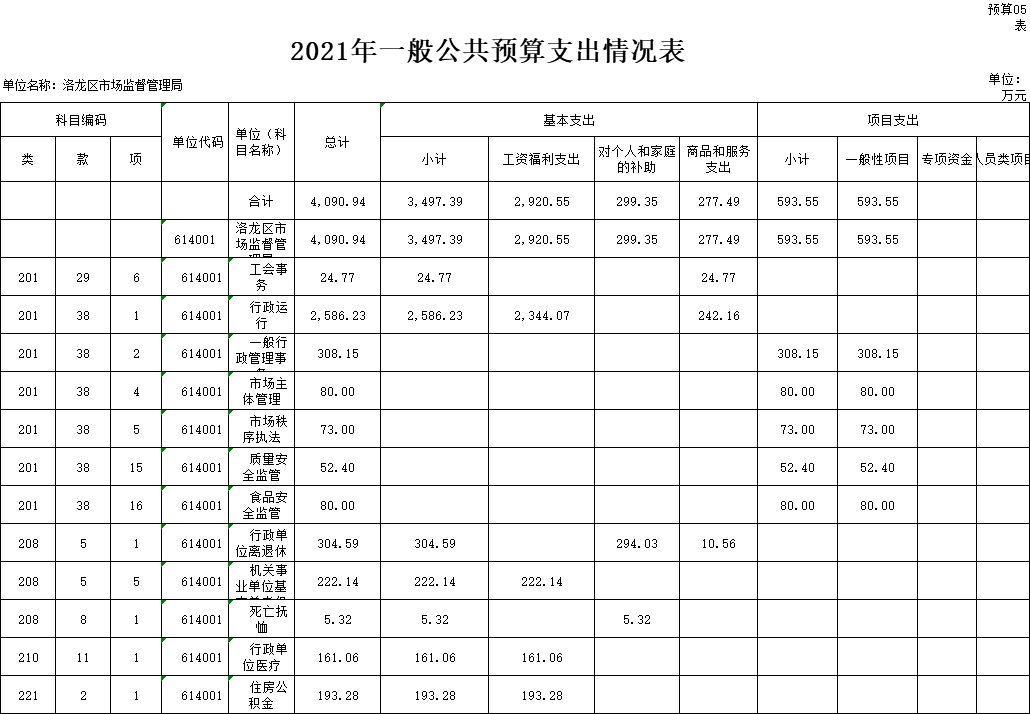 预算05
表
2021年一般公共预算支出情况表
单位名称：洛龙区市场监督管理局
单位：
万元
科目编码 单位代码 单位（科目名称） 总计 基本支出 项目支出
类 款 项 小计 工资福利支出 对个人和家庭的补助 商品和服务支出 小计 一般性项目 专项资金 人员类项目
合计 4,090.94 3,497.39 2,920.55 299.35 277.49 593.55 593.55
614001 洛龙区市场监督管理局 4,090.94 3,497.39 2,920.55 299.35 277.49 593.55 593.55
201 29 6 614001 工会事务 24.77 24.77 24.77
201 38 1 614001 行政运行 2,586.23 2,586.23 2,344.07 242.16
201 38 2 614001 一般行政管理事务 308.15 308.15 308.15
201 38 4 614001 市场主体管理 80.00 80.00 80.00
201 38 5 614001 市场秩序执法 73.00 73.00 73.00
201 38 15 614001 质量安全监管 52.40 52.40 52.40
201 38 16 614001 食品安全监管 80.00 80.00 80.00
208 5 1 614001 行政单位离退休 304.59 304.59 294.03 10.56
208 5 5 614001 机关事业单位基 222.14 222.14 222.14
208 8 1 614001 死亡抚恤 5.32 5.32 5.32
210 11 1 614001 行政单位医疗 161.06 161.06 161.06
221 2 1 614001 住房公积金 193.28 193.28 193.28